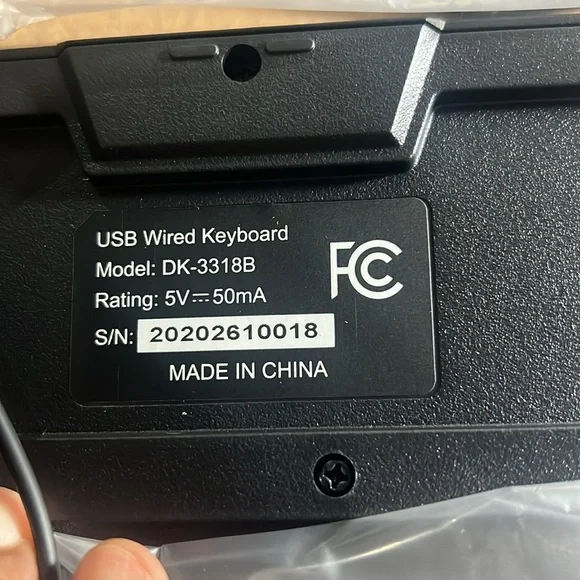 USB Wired Keyboard
Model: DK-3318B
Rating: 5V⎓50mA
S/N: 20202610018
MADE IN CHINA
FC